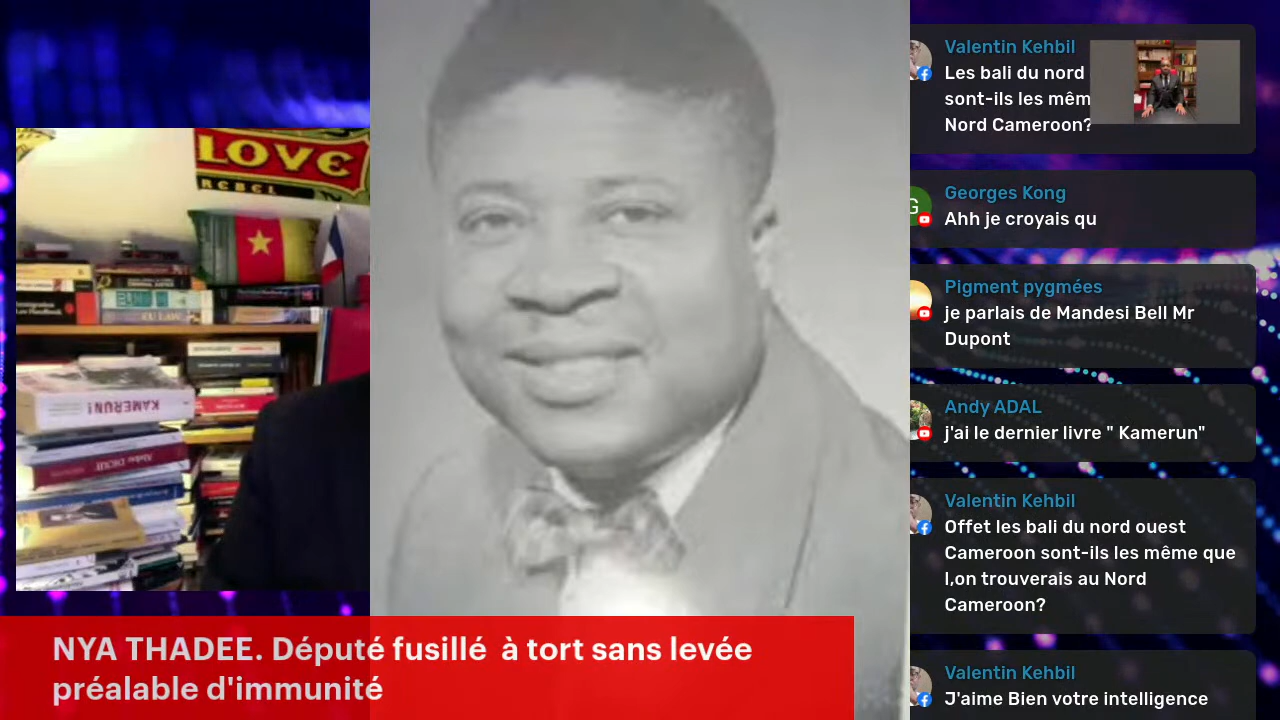 LOVE
REBEL
EU LAW
KAMERUN!
NYA THADEE. Député fusillé à tort sans levée
préalable d'immunité
Valentin Kehbil
Les bali du nord
sont-ils les mêm
Nord Cameroon?
G
Georges Kong
Ahh je croyais qu
Pigment pygmées
je parlais de Mandesi Bell Mr
Dupont
Andy ADAL
j'ai le dernier livre " Kamerun"
Valentin Kehbil
Offet les bali du nord ouest
Cameroon sont-ils les même que
l,on trouverais au Nord
Cameroon?
Valentin Kehbil
J'aime Bien votre intelligence